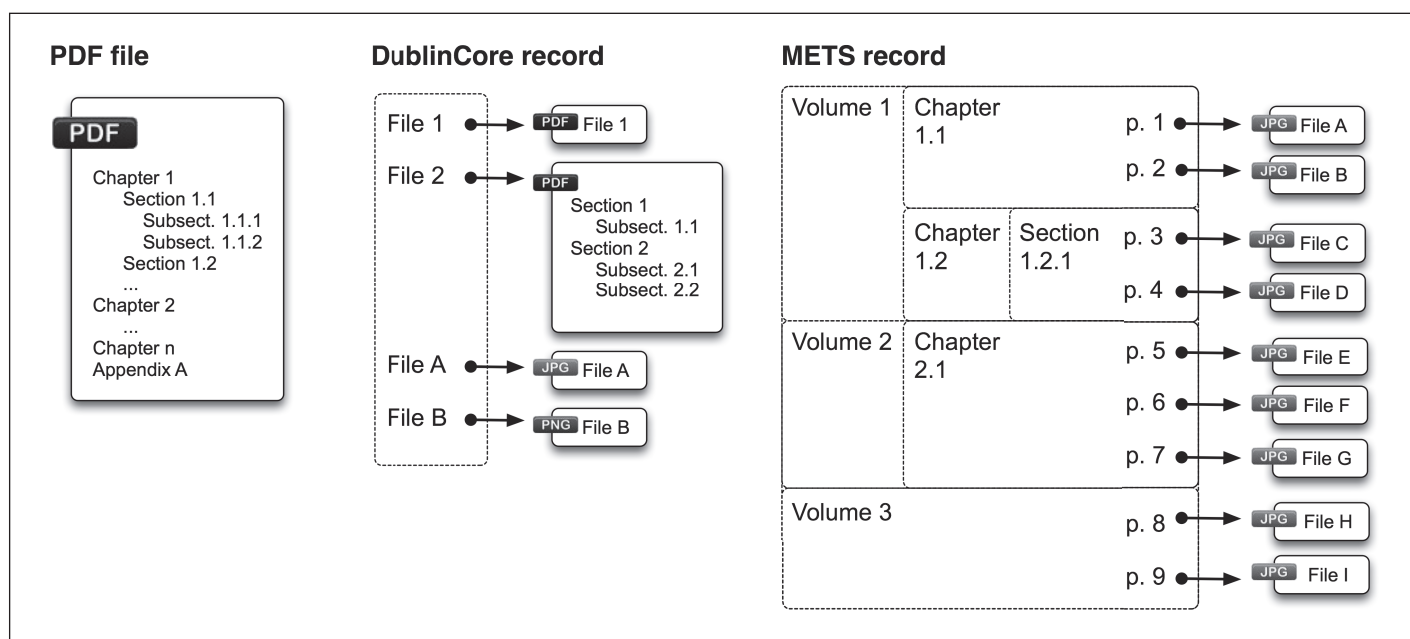 PDF file
PDF
Chapter 1
Section 1.1
Subsect. 1.1.1
Subsect. 1.1.2
Section 1.2
...
Chapter 2
...
Chapter n
Appendix A
DublinCore record
File 1
PDF File 1
File 2
PDF
Section 1
Subsect. 1.1
Section 2
Subsect. 2.1
Subsect. 2.2
File A
JPG File A
File B
PNG File B
METS record
Volume 1
Chapter
1.1
p. 1
JPG File A
p. 2
JPG File B
Chapter
1.2
Section
1.2.1
p. 3
JPG File C
p. 4
JPG File D
Volume 2
Chapter
2.1
p. 5
JPG File E
p. 6
JPG File F
p. 7
JPG File G
Volume 3
p. 8
JPG File H
p. 9
JPG File I